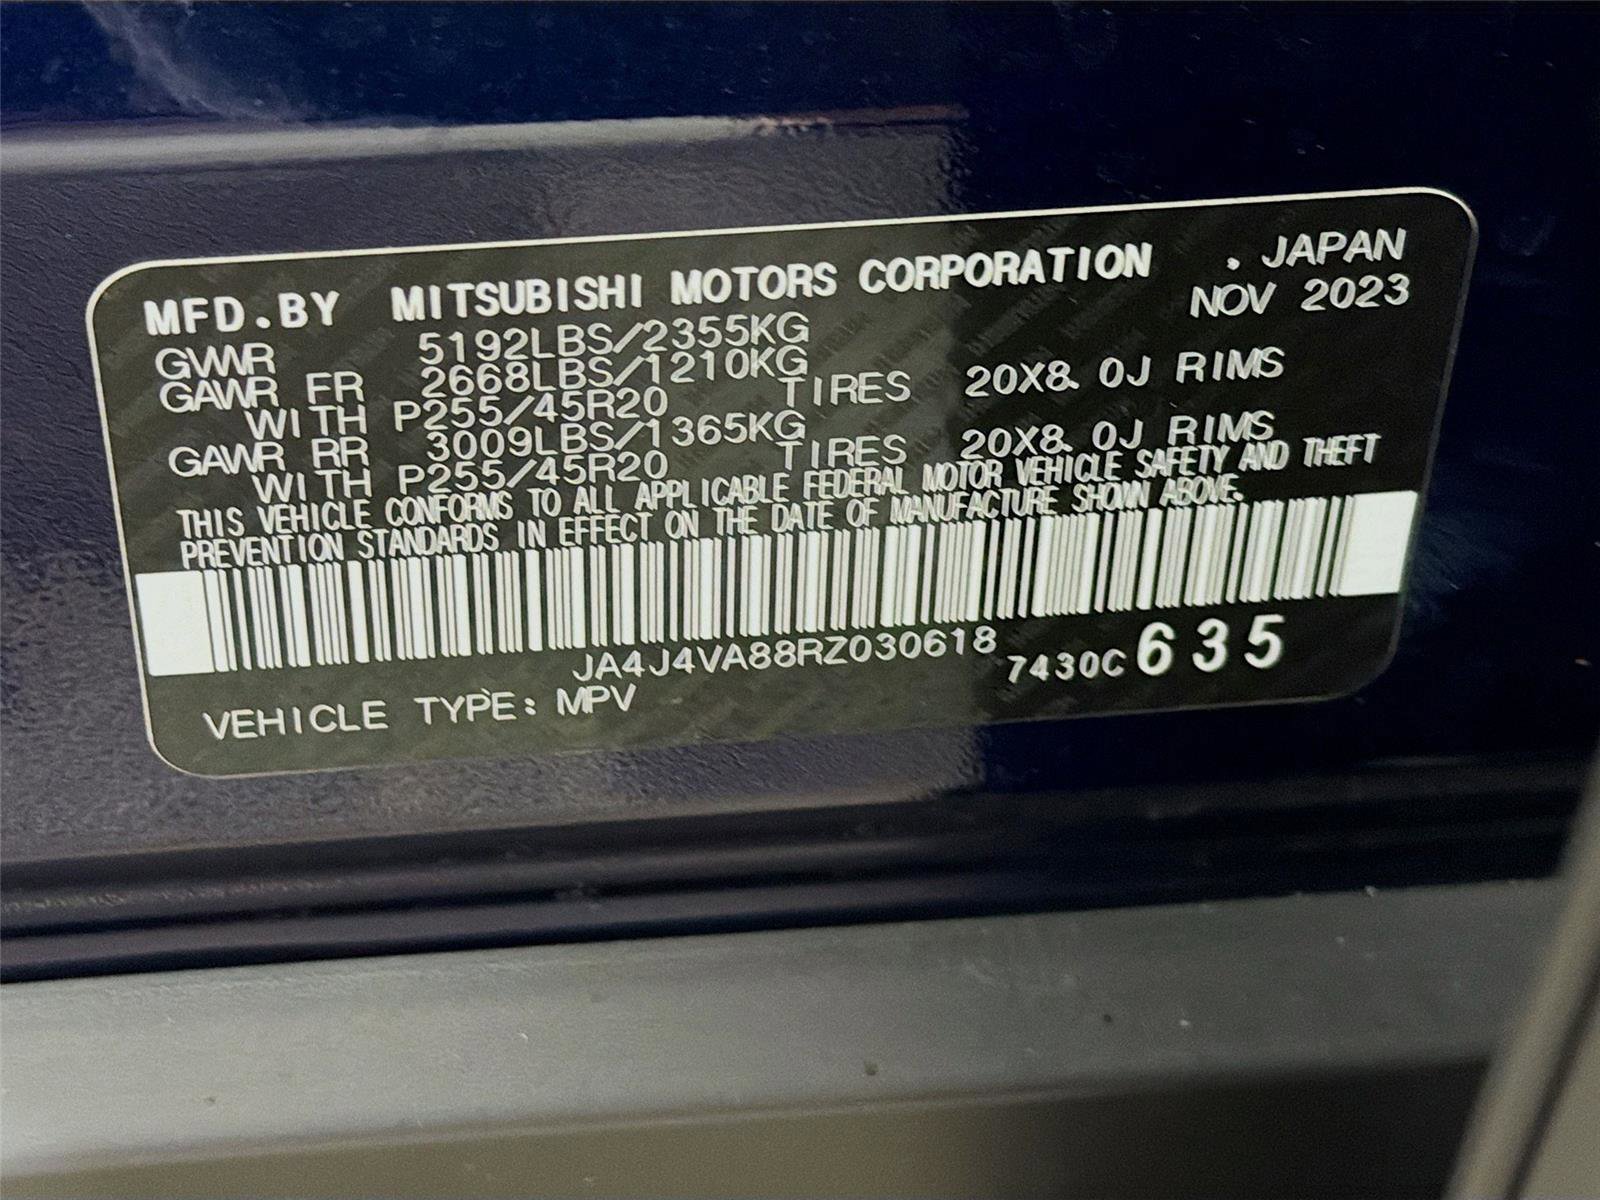 MFD.BY MITSUBISHI MOTORS CORPORATION . JAPAN
NOV 2023
GVWR 5192LBS/2355KG
GAWR FR 2668LBS/1210KG
WITH P255/45R20 TIRES 20X8.0J RIMS
GAWR RR 3009LBS/1365KG
WITH P255/45R20 TIRES 20X8.0J RIMS
THIS VEHICLE CONFORMS TO ALL APPLICABLE FEDERAL MOTOR VEHICLE SAFETY AND THEFT
PREVENTION STANDARDS IN EFFECT ON THE DATE OF MANUFACTURE SHOWN ABOVE.
JA4J4VA88RZ030618 7430C 635
VEHICLE TYPE: MPV